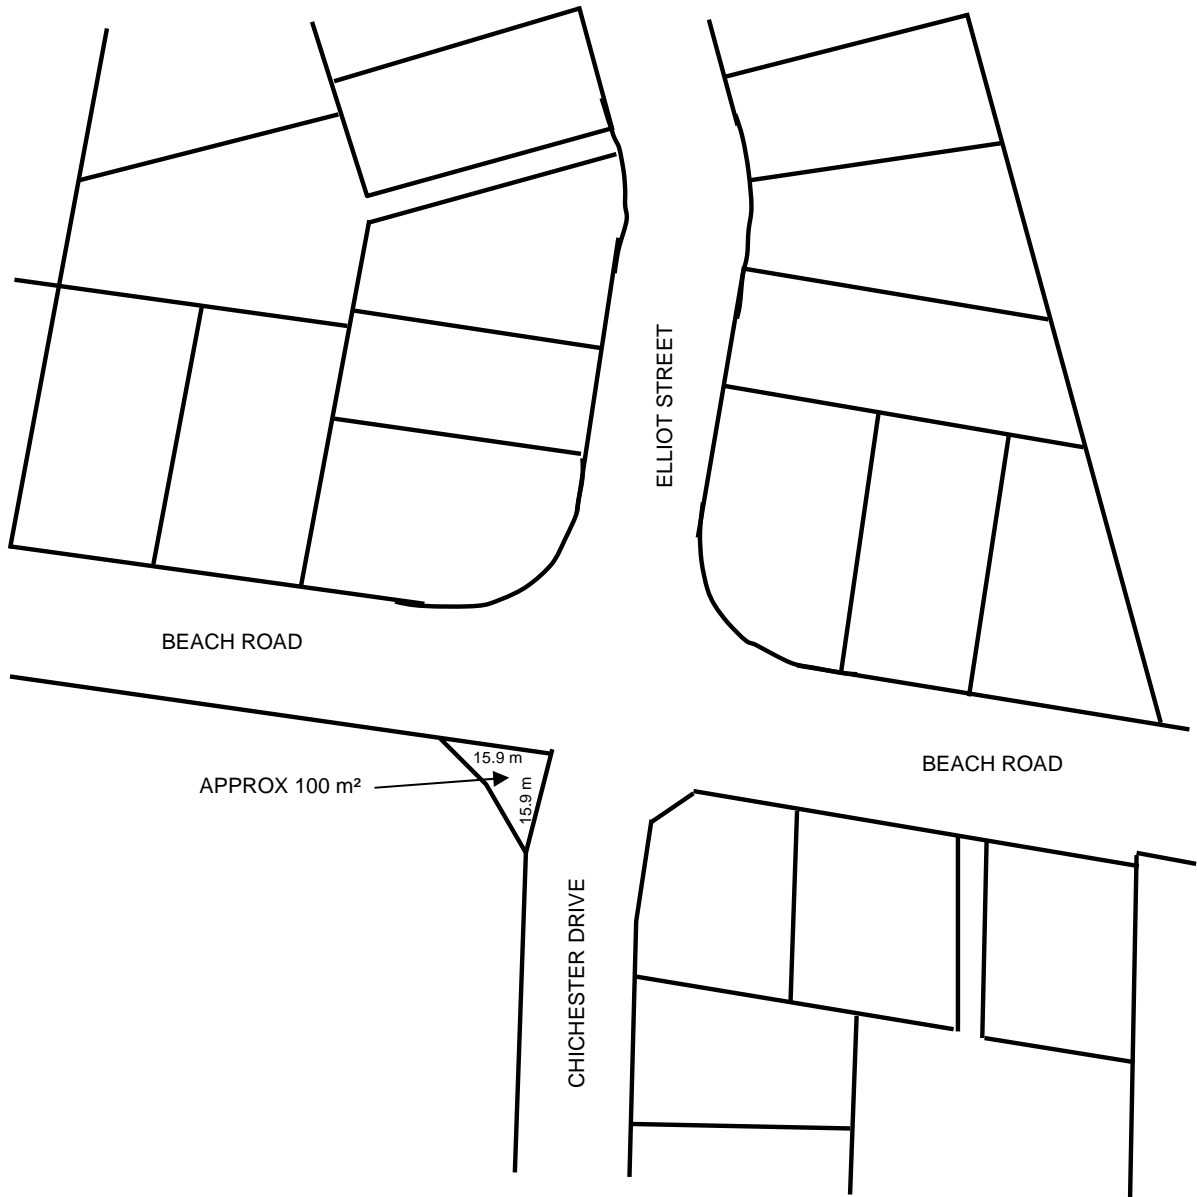 ELLIOT STREET
BEACH ROAD
15.9 m
APPROX 100 m²
15.9 m
BEACH ROAD
CHICHESTER DRIVE